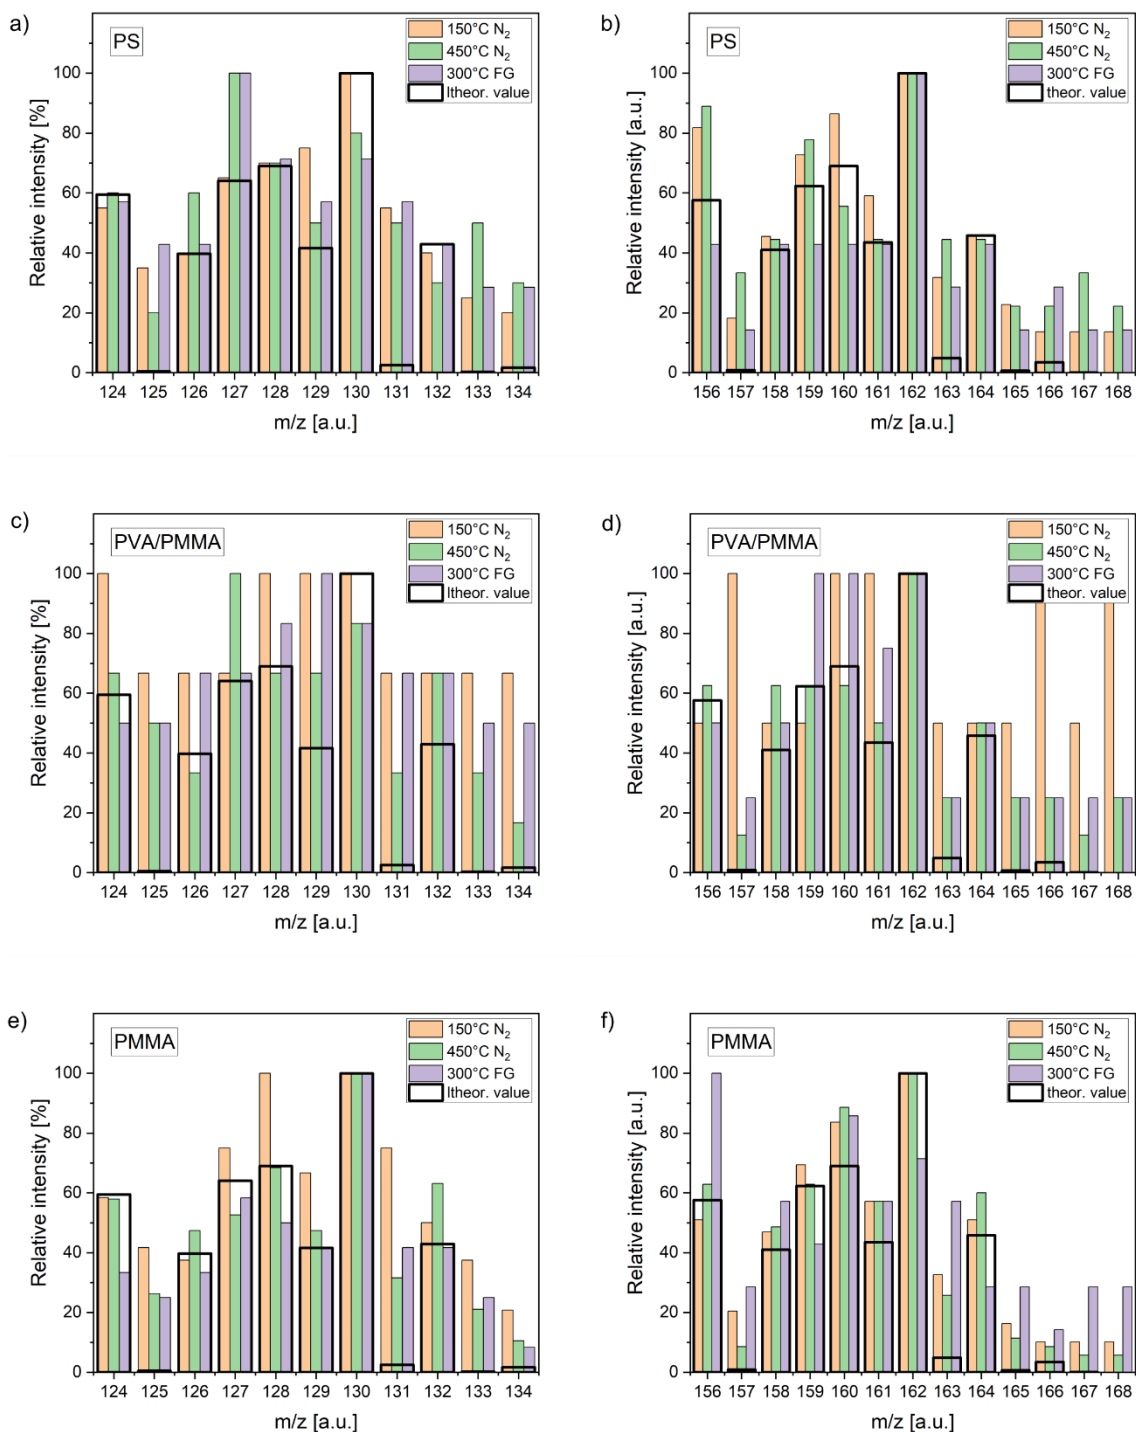 a)
PS
150°C N₂
450°C N₂
300°C FG
ltheor. value
Relative intensity [%]
0 20 40 60 80 100
124 125 126 127 128 129 130 131 132 133 134
m/z [a.u.]
b)
PS
150°C N₂
450°C N₂
300°C FG
theor. value
Relative intensity [a.u.]
0 20 40 60 80 100
156 157 158 159 160 161 162 163 164 165 166 167 168
m/z [a.u.]
c)
PVA/PMMA
150°C N₂
450°C N₂
300°C FG
ltheor. value
Relative intensity [%]
0 20 40 60 80 100
124 125 126 127 128 129 130 131 132 133 134
m/z [a.u.]
d)
PVA/PMMA
150°C N₂
450°C N₂
300°C FG
theor. value
Relative intensity [a.u.]
0 20 40 60 80 100
156 157 158 159 160 161 162 163 164 165 166 167 168
m/z [a.u.]
e)
PMMA
150°C N₂
450°C N₂
300°C FG
ltheor. value
Relative intensity [%]
0 20 40 60 80 100
124 125 126 127 128 129 130 131 132 133 134
m/z [a.u.]
f)
PMMA
150°C N₂
450°C N₂
300°C FG
theor. value
Relative intensity [a.u.]
0 20 40 60 80 100
156 157 158 159 160 161 162 163 164 165 166 167 168
m/z [a.u.]